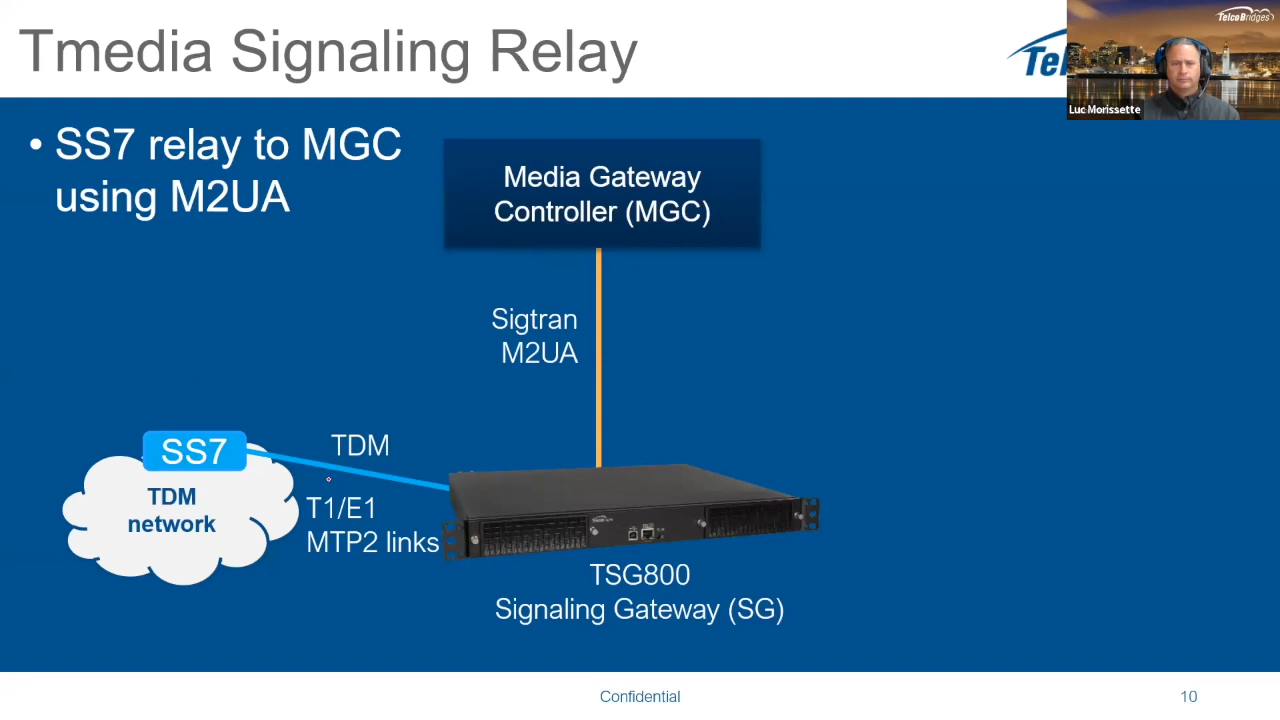 Tmedia Signaling Relay
TelcoBridges
Tel
Luc Morissette
• SS7 relay to MGC
using M2UA
Media Gateway
Controller (MGC)
Sigtran
M2UA
SS7
TDM
network
TDM
T1/E1
MTP2 links
TSG800
Signaling Gateway (SG)
Confidential
10